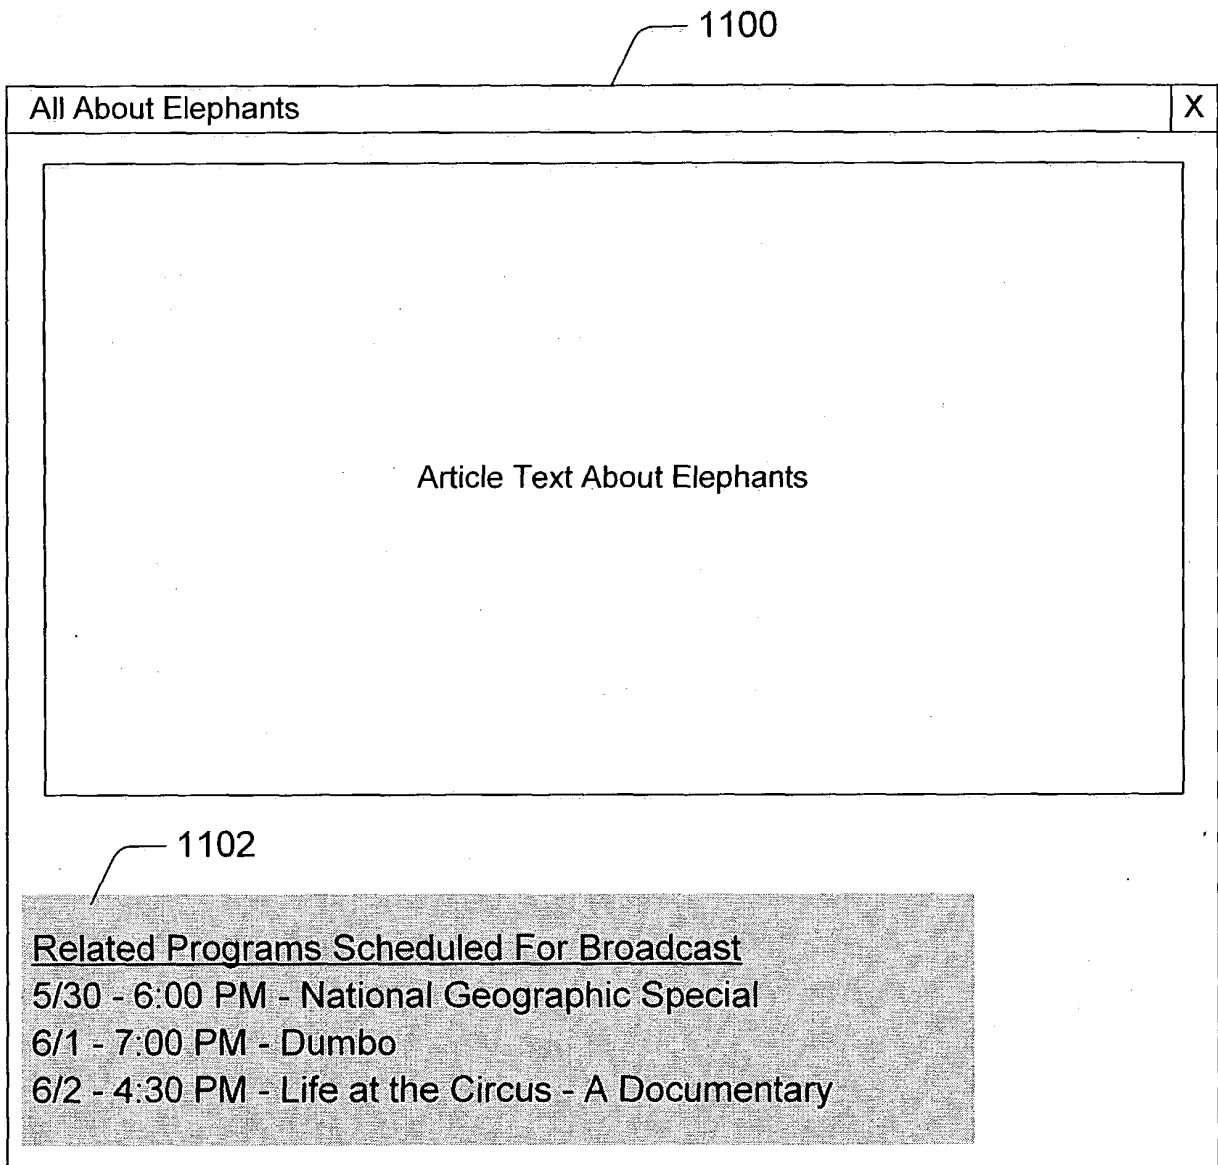 1100
All About Elephants X
Article Text About Elephants
1102
Related Programs Scheduled For Broadcast
5/30 - 6:00 PM - National Geographic Special
6/1 - 7:00 PM - Dumbo
6/2 - 4:30 PM - Life at the Circus - A Documentary